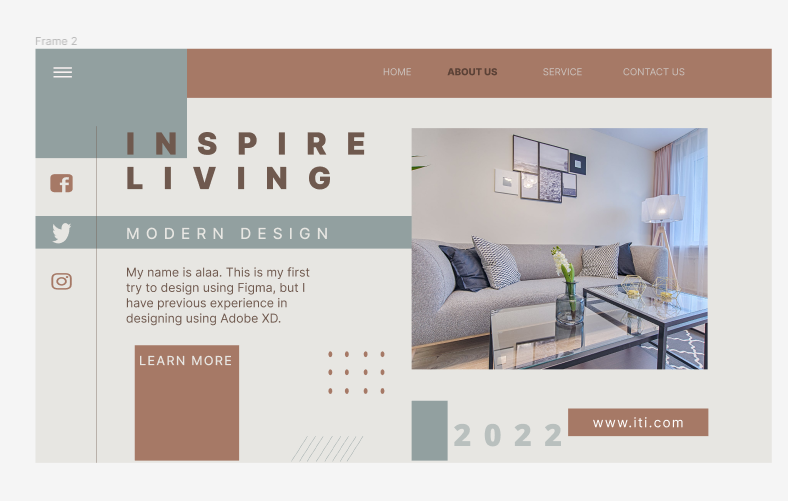 Frame 2
HOME ABOUT US SERVICE CONTACT US
INSPIRE
LIVING
MODERN DESIGN
My name is alaa. This is my first
try to design using Figma, but I
have previous experience in
designing using Adobe XD.
LEARN MORE
2022
www.iti.com